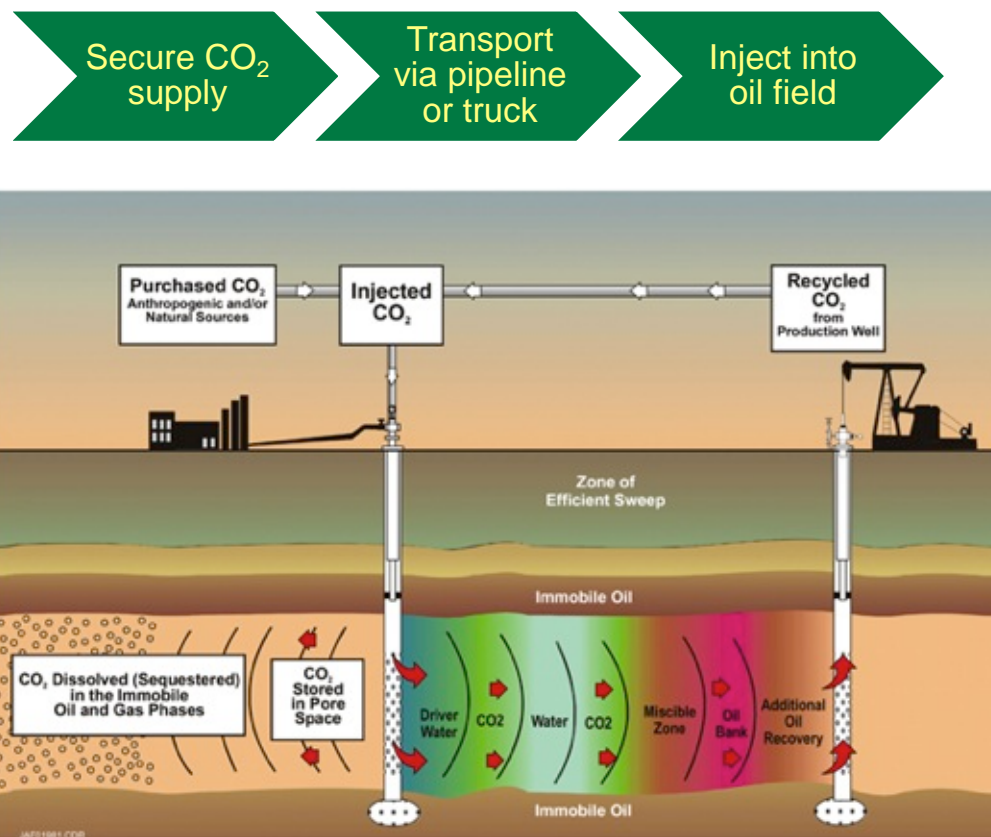 Secure CO₂
supply
Transport
via pipeline
or truck
Inject into
oil field
Purchased CO₂
Anthropogenic and/or
Natural Sources
Injected
CO₂
Recycled
CO₂
from
Production Well
Zone of
Efficient Sweep
Immobile Oil
CO₂ Dissolved (Sequestered)
in the Immobile
Oil and Gas Phases
CO₂
Stored
in Pore
Space
Driver
Water
CO2
Water
CO2
Miscible
Zone
Oil
Bank
Additional
Oil
Recovery
Immobile Oil